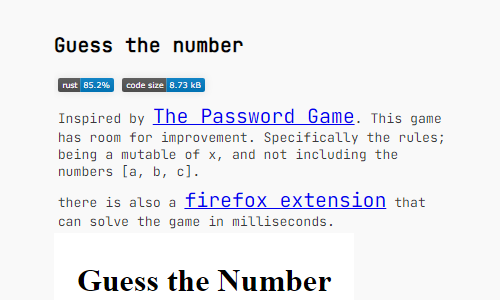 Guess the number
rust 85.2% code size 8.73 kB
Inspired by The Password Game. This game
has room for improvement. Specifically the rules;
being a mutable of x, and not including the
numbers [a, b, c].
there is also a firefox extension that
can solve the game in milliseconds.
Guess the Number